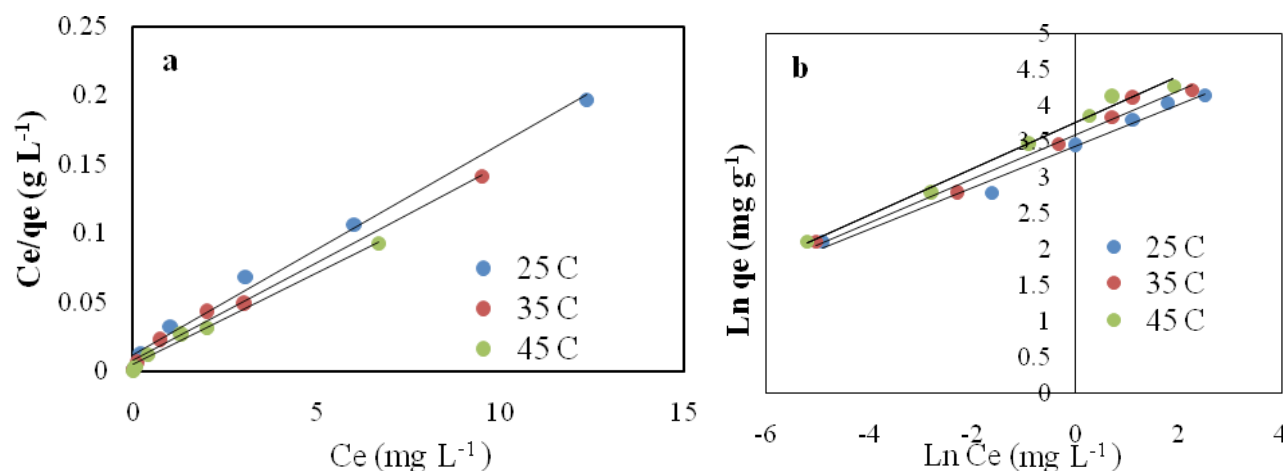 a
Ce/qe (g L⁻¹)
0.25
0.2
0.15
0.1
0.05
0
0 5 10 15
Ce (mg L⁻¹)
25 C
35 C
45 C
b
Ln qe (mg g⁻¹)
5
4.5
4
3.5
3
2.5
2
1.5
1
0.5
0
-6 -4 -2 0 2 4
Ln Ce (mg L⁻¹)
25 C
35 C
45 C